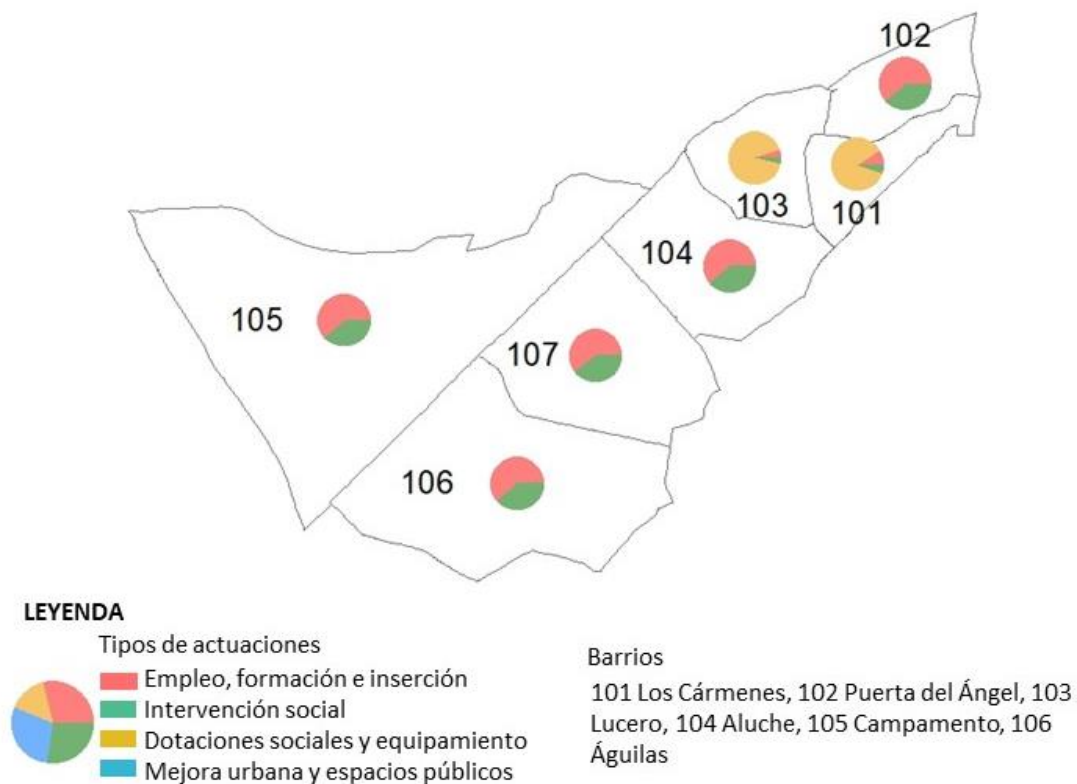 102
103
101
104
105
107
106
LEYENDA
Tipos de actuaciones
Empleo, formación e inserción
Intervención social
Dotaciones sociales y equipamiento
Mejora urbana y espacios públicos
Barrios
101 Los Cármenes, 102 Puerta del Ángel, 103
Lucero, 104 Aluche, 105 Campamento, 106
Águilas